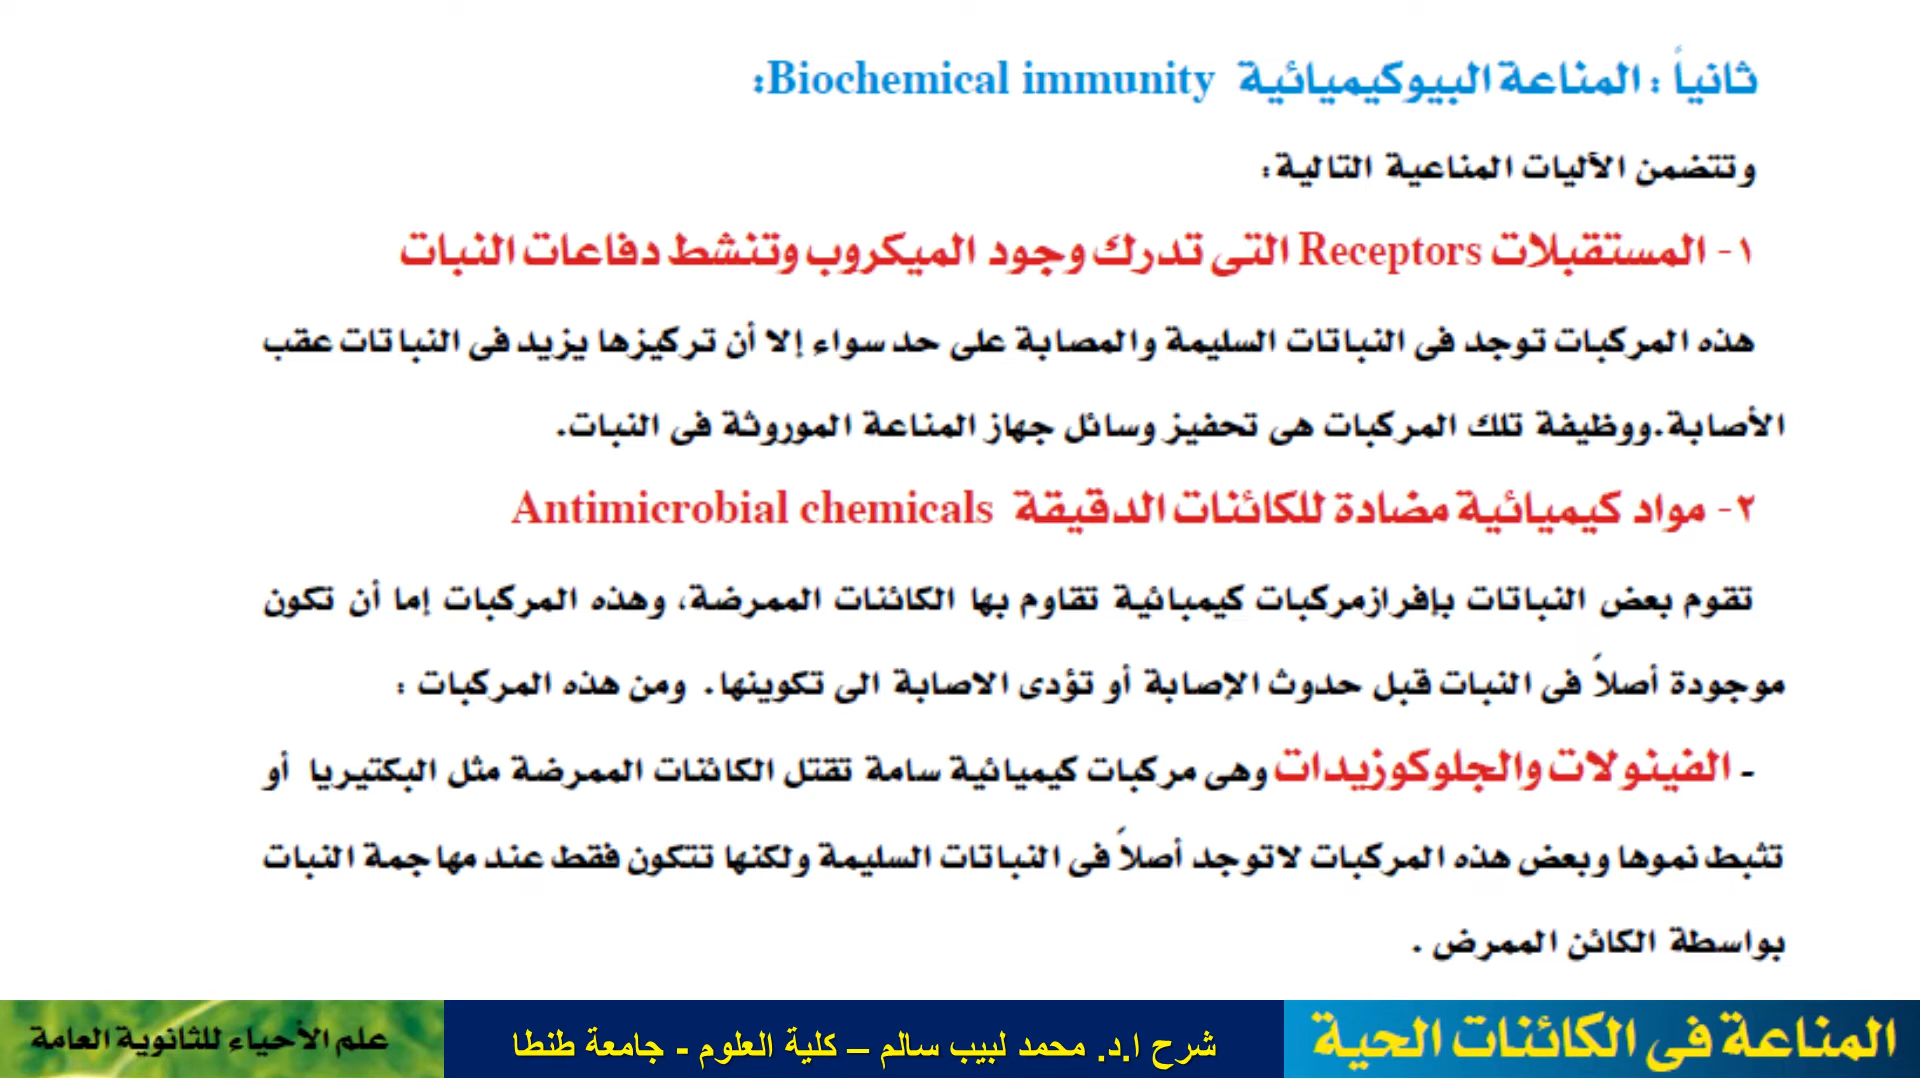 ثانياً : المناعة البيوكيميائية Biochemical immunity:
وتتضمن الآليات المناعية التالية:
١- المستقبلات Receptors التى تدرك وجود الميكروب وتنشط دفاعات النبات
هذه المركبات توجد فى النباتات السليمة والمصابة على حد سواء إلا أن تركيزها يزيد فى النباتات عقب
الأصابة.ووظيفة تلك المركبات هى تحفيز وسائل جهاز المناعة الموروثة فى النبات.
٢- مواد كيميائية مضادة للكائنات الدقيقة Antimicrobial chemicals
تقوم بعض النباتات بإفرازمركبات كيمبائية تقاوم بها الكائنات الممرضة، وهذه المركبات إما أن تكون
موجودة أصلاً فى النبات قبل حدوث الإصابة أو تؤدى الاصابة الى تكوينها. ومن هذه المركبات :
- الفينولات والجلوكوزيدات وهى مركبات كيميائية سامة تقتل الكائنات الممرضة مثل البكتيريا أو
تثبط نموها وبعض هذه المركبات لاتوجد أصلاً فى النباتات السليمة ولكنها تتكون فقط عند مهاجمة النبات
بواسطة الكائن الممرض .
المناعة فى الكائنات الحية
شرح ا.د. محمد لبيب سالم – كلية العلوم - جامعة طنطا
علم الأحياء للثانوية العامة